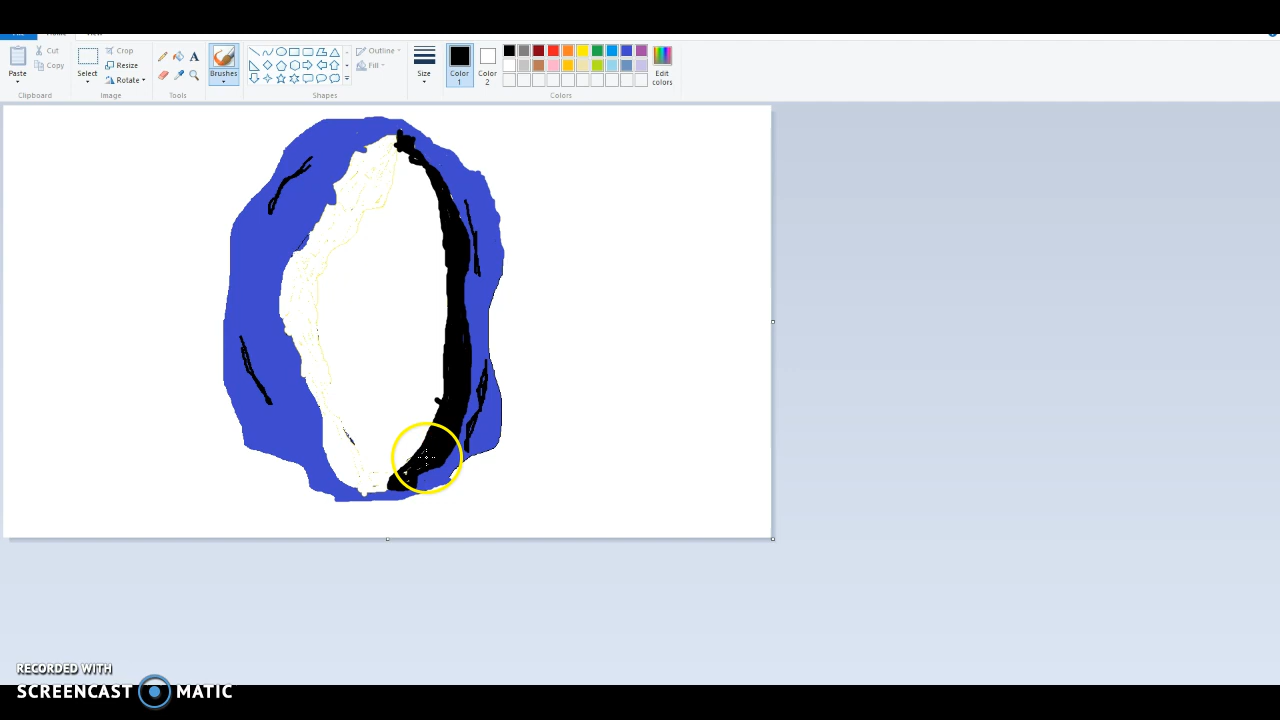 Cut
Copy
Paste
Clipboard
Select
Crop
Resize
Rotate
Image
A
Tools
Brushes
Outline
Fill
Shapes
Size
Color 1
Color 2
Edit colors
Colors
RECORDED WITH
SCREENCAST MATIC